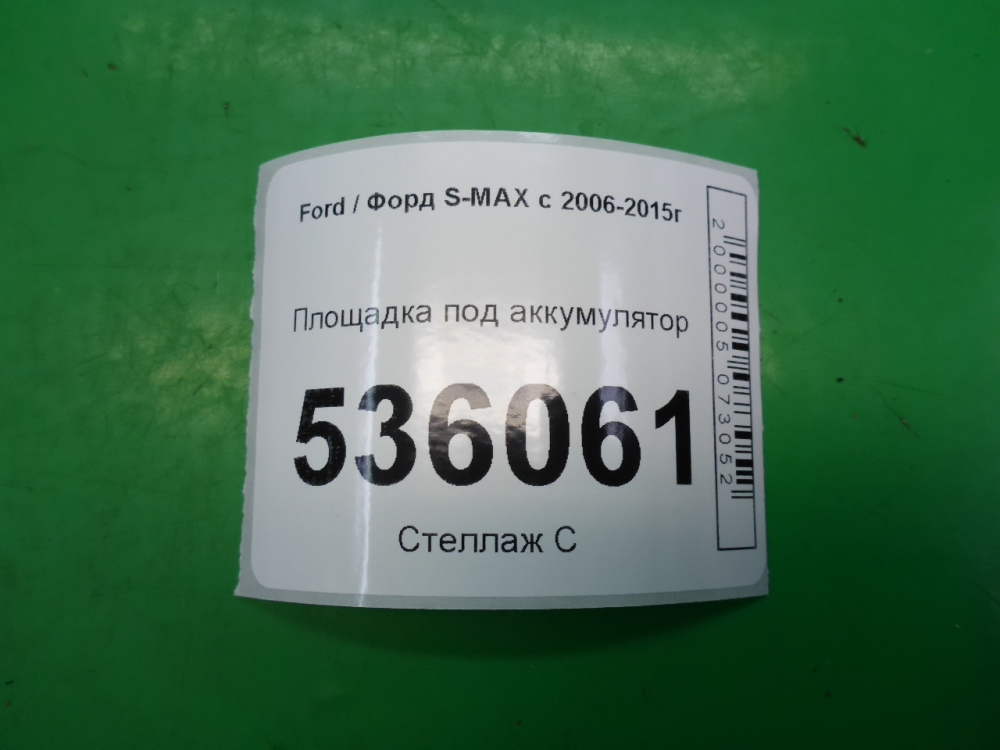 Ford / Форд S-MAX с 2006-2015г
Площадка под аккумулятор
536061
Стеллаж С
2000005073052